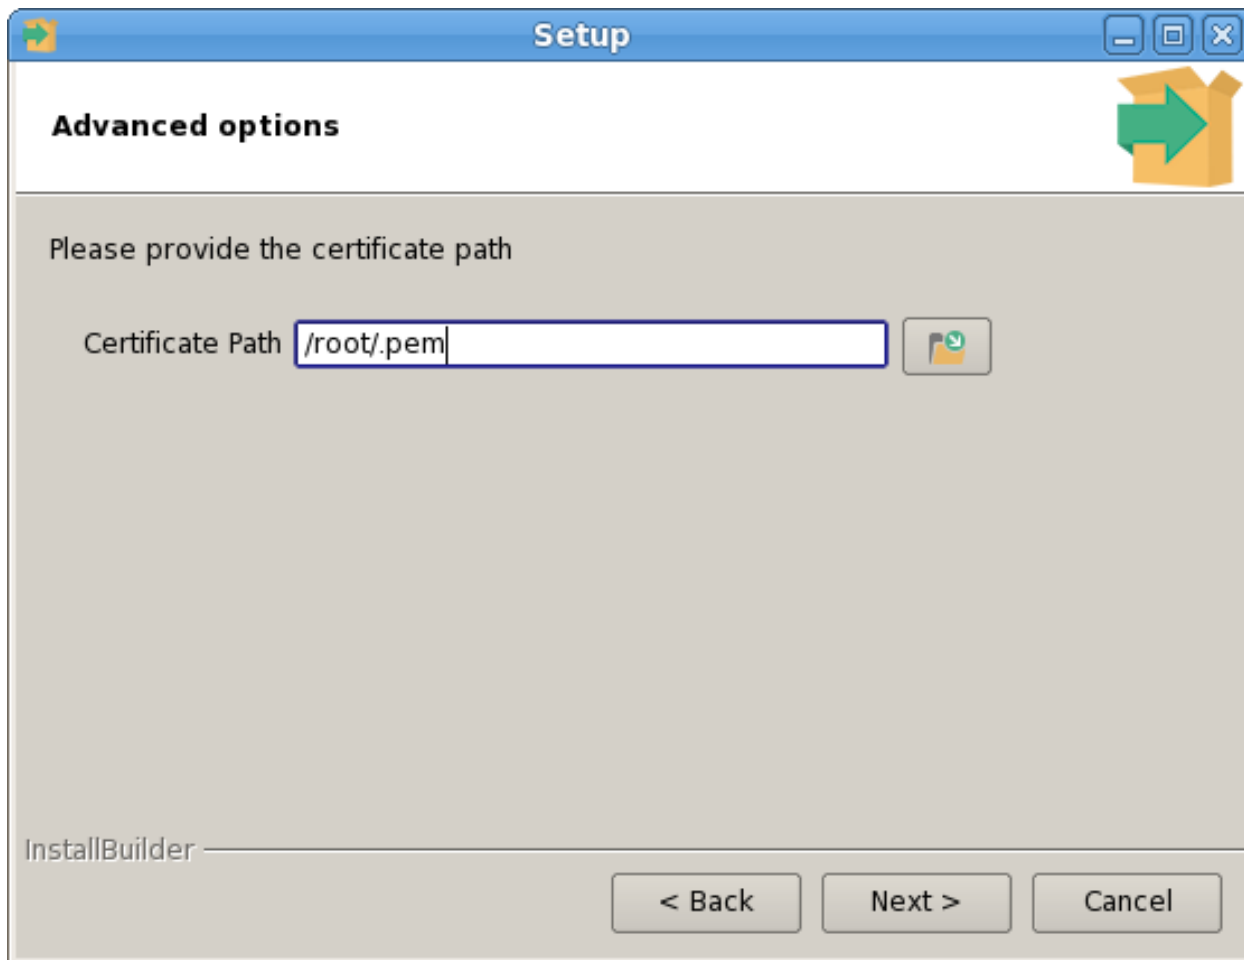 Setup
Advanced options
Please provide the certificate path
Certificate Path /root/.pem
InstallBuilder
< Back Next > Cancel